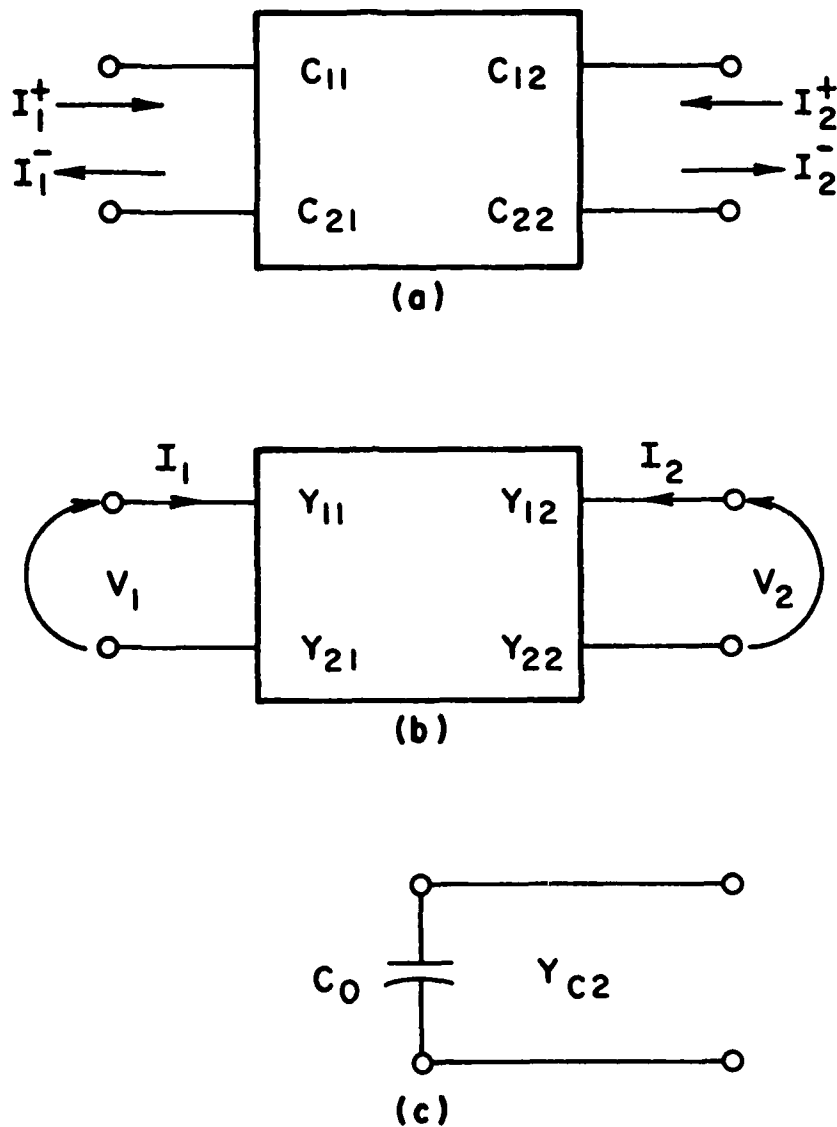 C11 C12
I1+ I2+
I1- I2-
C21 C22
(a)
I1 I2
Y11 Y12
V1 V2
Y21 Y22
(b)
C0 YC2
(c)